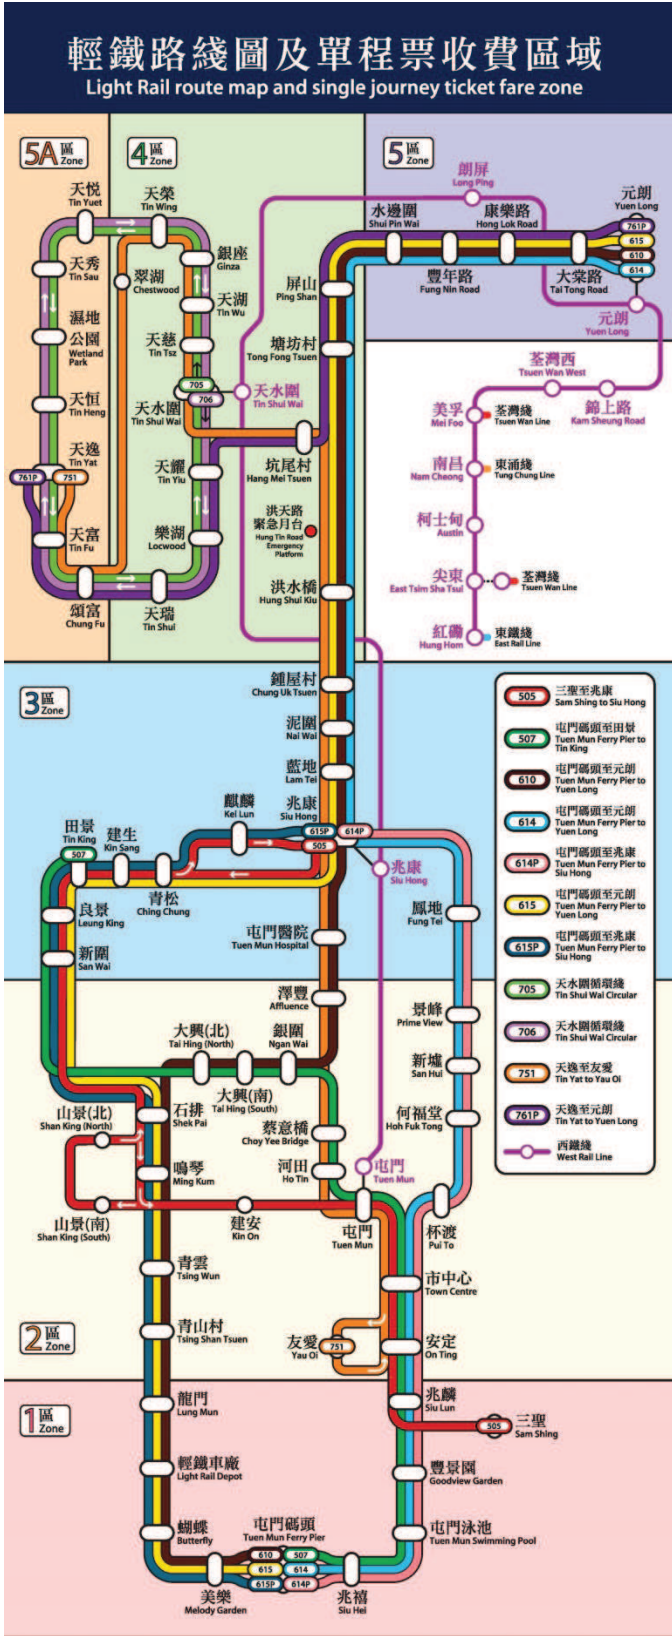 輕鐵路綫圖及單程票收費區域
Light Rail route map and single journey ticket fare zone
5A 區
Zone
4 區
Zone
5 區
Zone
天悅
Tin Yuet
天榮
Tin Wing
朗屏
Long Ping
水邊圍
Shui Pin Wai
康樂路
Hong Lok Road
元朗
Yuen Long
761P
615
610
614
天秀
Tin Sau
翠湖
Chestwood
銀座
Ginza
豐年路
Fung Nin Road
大棠路
Tai Tong Road
屏山
Ping Shan
濕地
公園
Wetland
Park
天湖
Tin Wu
元朗
Yuen Long
天慈
Tin Tsz
塘坊村
Tong Fong Tsuen
705
706
天水圍
Tin Shui Wai
天水圍
Tin Shui Wai
荃灣西
Tsuen Wan West
錦上路
Kam Sheung Road
天恒
Tin Heng
美孚
Mei Foo
荃灣綫
Tsuen Wan Line
天逸
Tin Yat
761P
751
天耀
Tin Yiu
坑尾村
Hang Mei Tsuen
南昌
Nam Cheong
東涌綫
Tung Chung Line
天富
Tin Fu
樂湖
Locwood
洪天路
緊急月台
Hung Tin Road
Emergency
Platform
柯士甸
Austin
頌富
Chung Fu
天瑞
Tin Shui
洪水橋
Hung Shui Kiu
尖東
East Tsim Sha Tsui
荃灣綫
Tsuen Wan Line
紅磡
Hung Hom
東鐵綫
East Rail Line
3 區
Zone
鍾屋村
Chung Uk Tsuen
泥圍
Nai Wai
藍地
Lam Tei
麒麟
Kei Lun
兆康
Siu Hong
615P
614P
505
田景
Tin King
507
建生
Kin Sang
青松
Ching Chung
兆康
Siu Hong
良景
Leung King
鳳地
Fung Tei
新圍
San Wai
屯門醫院
Tuen Mun Hospital
505
三聖至兆康
Sam Shing to Siu Hong
507
屯門碼頭至田景
Tuen Mun Ferry Pier to
Tin King
610
屯門碼頭至元朗
Tuen Mun Ferry Pier to
Yuen Long
614
屯門碼頭至元朗
Tuen Mun Ferry Pier to
Yuen Long
614P
屯門碼頭至兆康
Tuen Mun Ferry Pier to
Siu Hong
615
屯門碼頭至元朗
Tuen Mun Ferry Pier to
Yuen Long
615P
屯門碼頭至兆康
Tuen Mun Ferry Pier to
Siu Hong
705
天水圍循環綫
Tin Shui Wai Circular
706
天水圍循環綫
Tin Shui Wai Circular
751
天逸至友愛
Tin Yat to Yau Oi
761P
天逸至元朗
Tin Yat to Yuen Long
西鐵綫
West Rail Line
澤豐
Affluence
景峰
Prime View
大興(北)
Tai Hing (North)
銀圍
Ngan Wai
大興(南)
Tai Hing (South)
新墟
San Hui
山景(北)
Shan King (North)
石排
Shek Pai
蔡意橋
Choy Yee Bridge
何福堂
Hoh Fuk Tong
鳴琴
Ming Kum
河田
Ho Tin
屯門
Tuen Mun
山景(南)
Shan King (South)
建安
Kin On
屯門
Tuen Mun
杯渡
Pui To
青雲
Tsing Wun
市中心
Town Centre
2 區
Zone
青山村
Tsing Shan Tsuen
友愛
Yau Oi
751
安定
On Ting
1 區
Zone
龍門
Lung Mun
兆麟
Siu Lun
505
三聖
Sam Shing
輕鐵車廠
Light Rail Depot
豐景園
Goodview Garden
蝴蝶
Butterfly
屯門碼頭
Tuen Mun Ferry Pier
屯門泳池
Tuen Mun Swimming Pool
610
507
615
614
615P
614P
美樂
Melody Garden
兆禧
Siu Hei